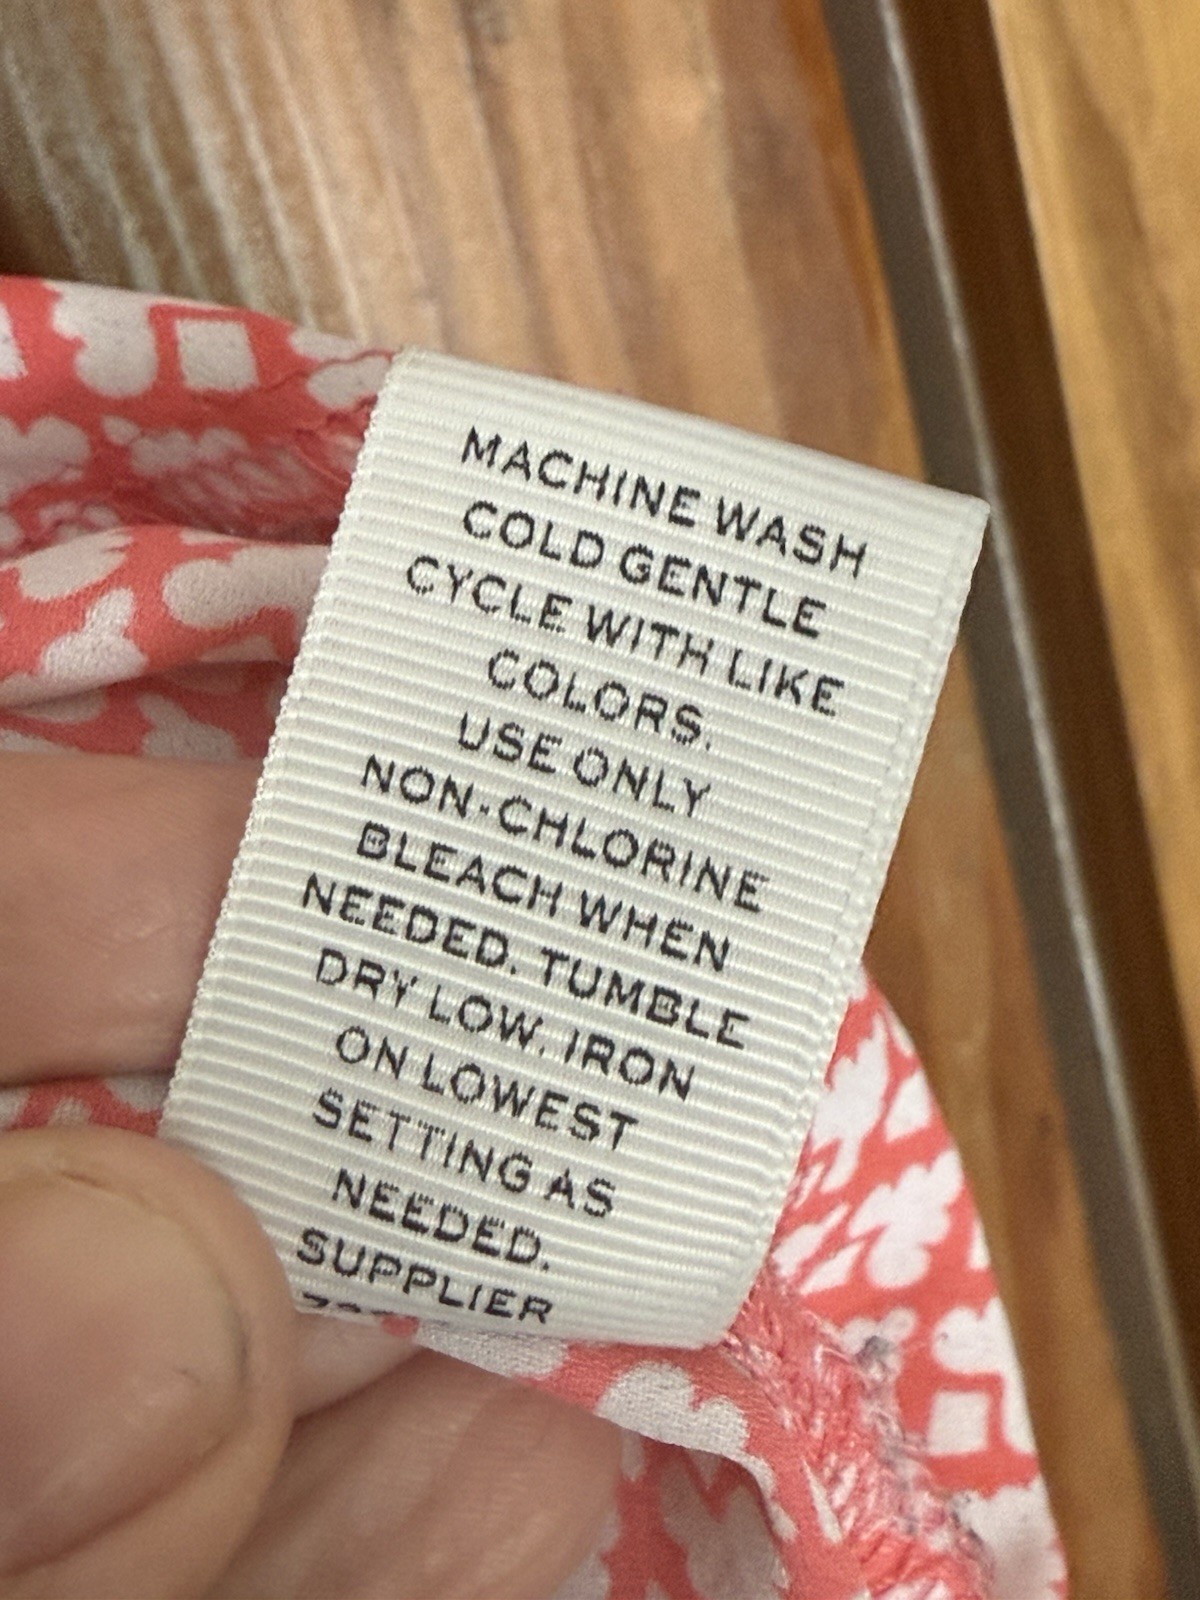 MACHINE WASH
COLD GENTLE
CYCLE WITH LIKE
COLORS.
USE ONLY
NON-CHLORINE
BLEACH WHEN
NEEDED. TUMBLE
DRY LOW. IRON
ON LOWEST
SETTING AS
NEEDED.
SUPPLIER